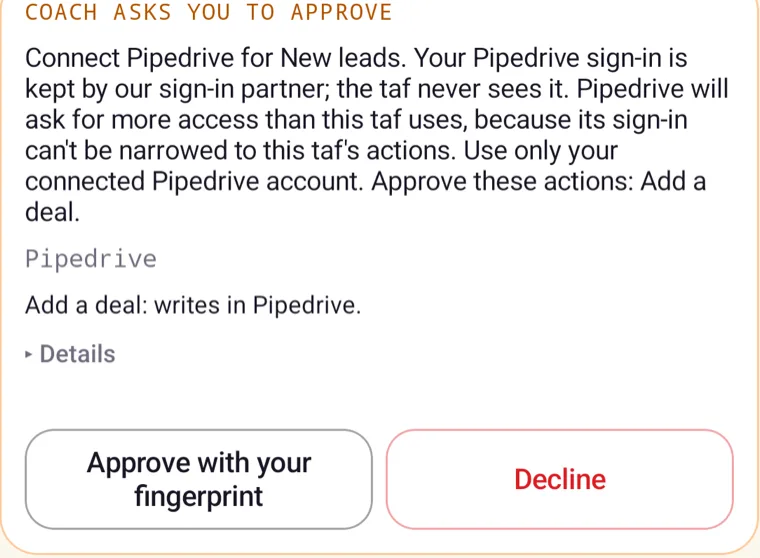 COACH ASKS YOU TO APPROVE
Connect Pipedrive for New leads. Your Pipedrive sign-in is
kept by our sign-in partner; the taf never sees it. Pipedrive will
ask for more access than this taf uses, because its sign-in
can't be narrowed to this taf's actions. Use only your
connected Pipedrive account. Approve these actions: Add a
deal.
Pipedrive
Add a deal: writes in Pipedrive.
▸ Details
Approve with your
fingerprint
Decline